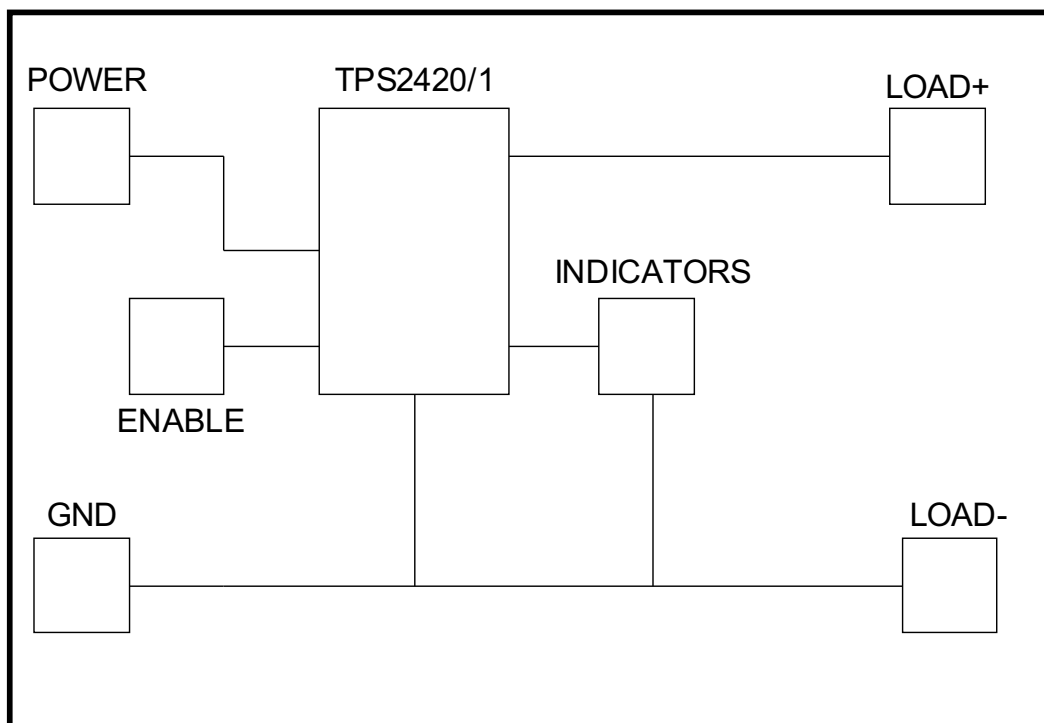 POWER
TPS2420/1
LOAD+
INDICATORS
ENABLE
GND
LOAD-